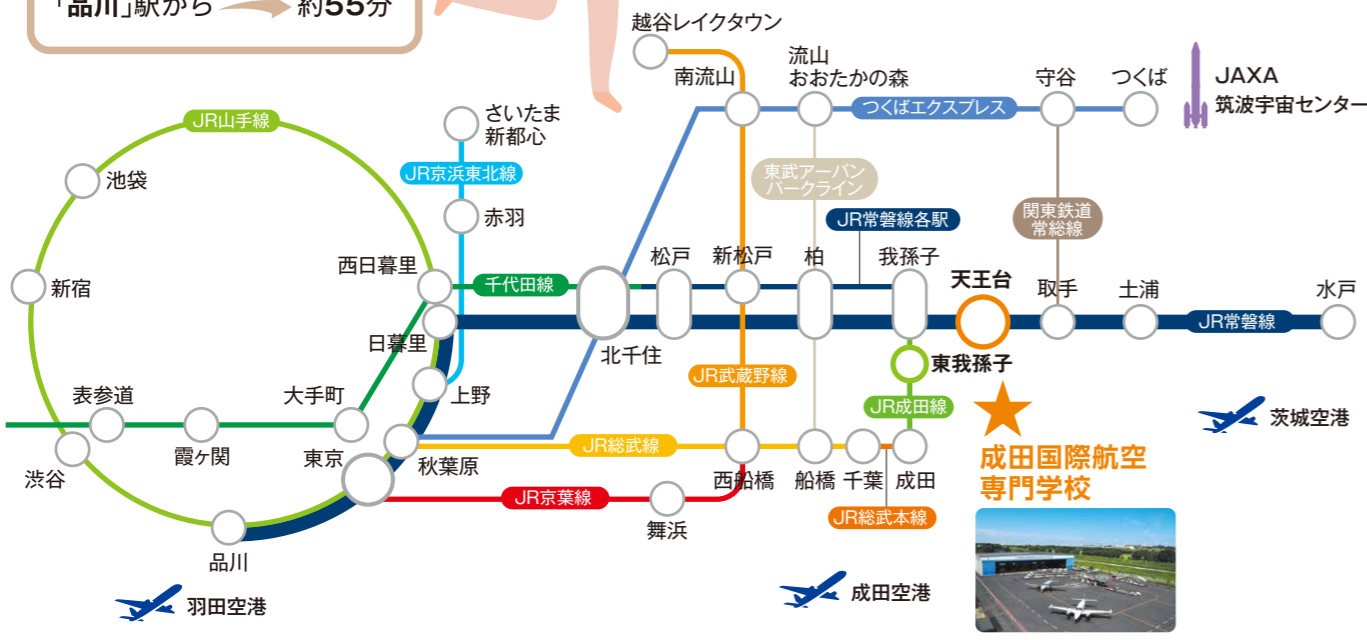 「品川」駅から
約55分
越谷レイクタウン
南流山
流山
おおたかの森
つくばエクスプレス
守谷
つくば
JAXA
筑波宇宙センター
JR山手線
さいたま
新都心
JR京浜東北線
池袋
赤羽
東武アーバン
パークライン
関東鉄道
常総線
JR常磐線各駅
西日暮里
千代田線
松戸
新松戸
柏
我孫子
天王台
取手
土浦
水戸
新宿
日暮里
北千住
JR常磐線
東我孫子
JR武蔵野線
上野
表参道
大手町
JR成田線
茨城空港
渋谷
霞ヶ関
東京
秋葉原
JR総武線
西船橋
船橋
千葉
成田
成田国際航空
専門学校
JR京葉線
舞浜
JR総武本線
品川
羽田空港
成田空港